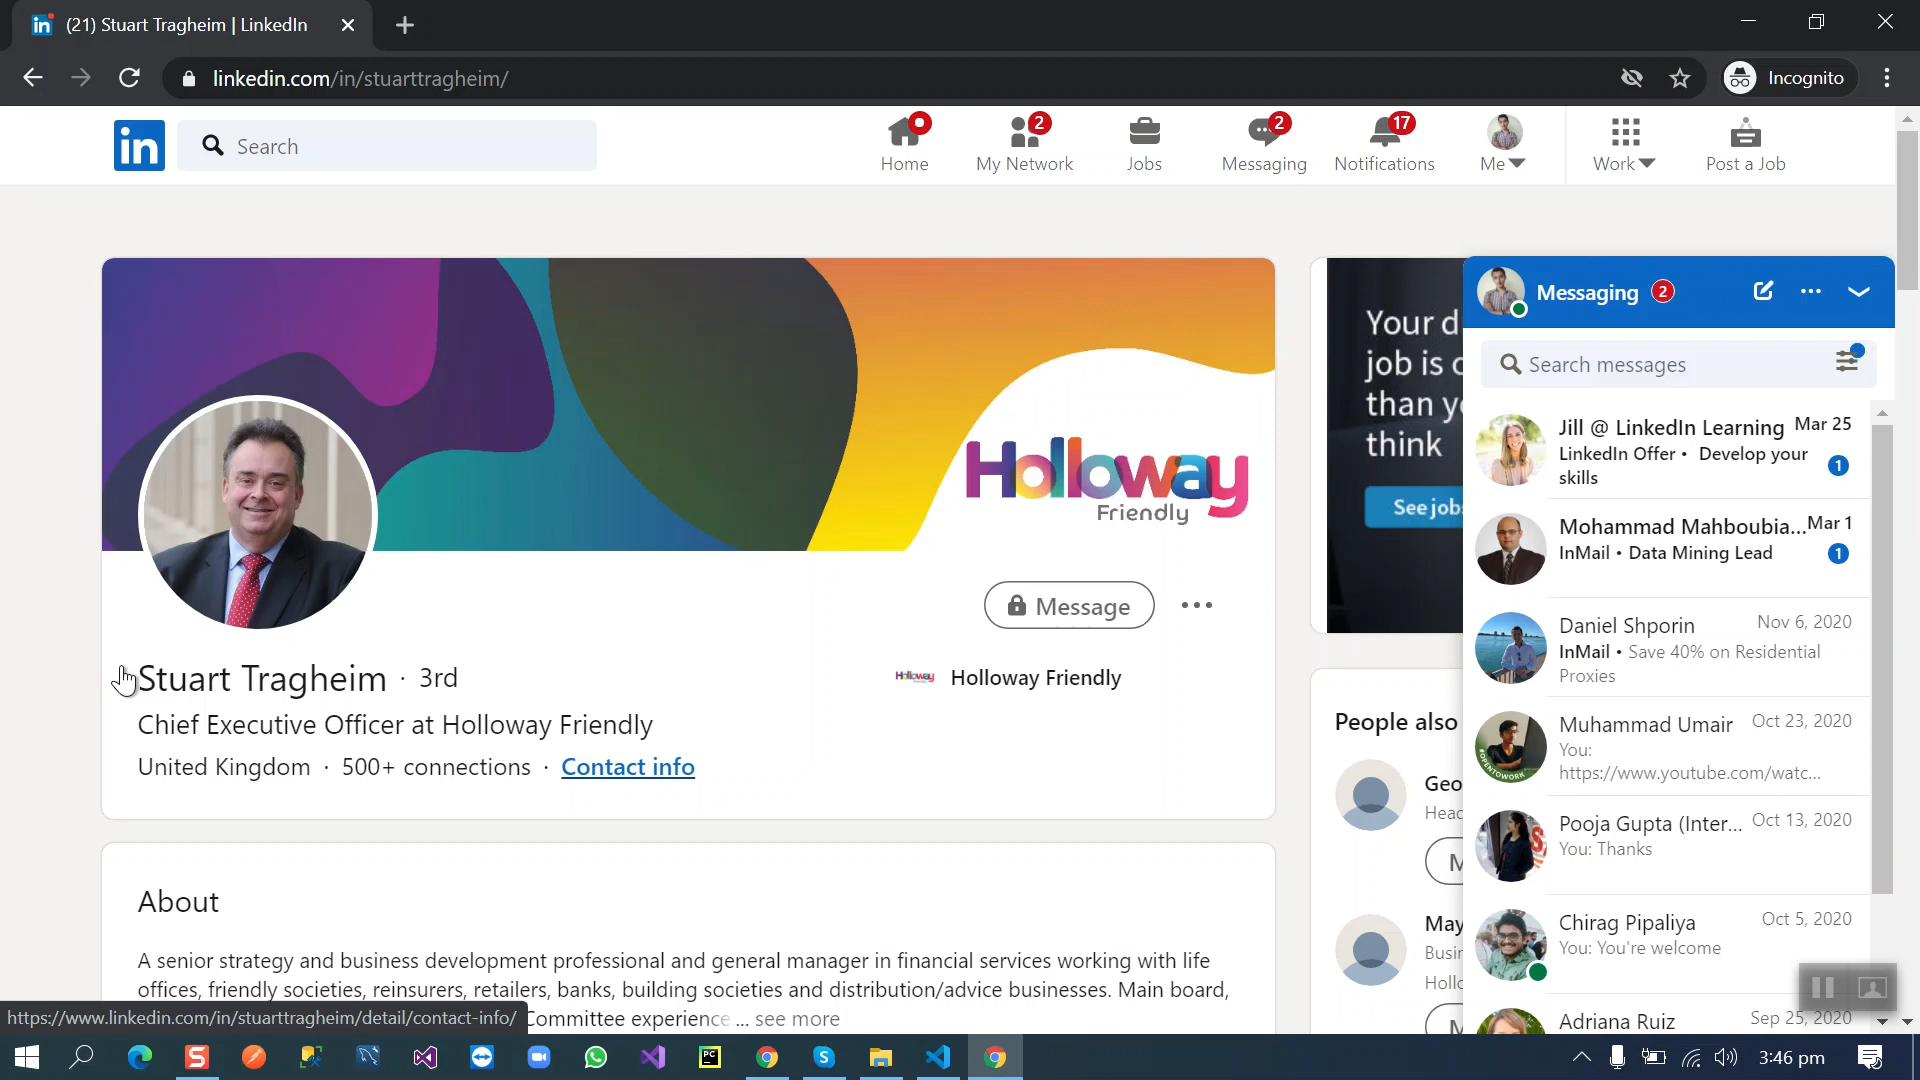 (21) Stuart Tragheim | LinkedIn
linkedin.com/in/stuarttragheim/
Incognito
in
Search
Home
2
My Network
Jobs
2
Messaging
17
Notifications
Me
Work
Post a Job
Holloway
Friendly
Message
Stuart Tragheim · 3rd
Holloway Friendly
Chief Executive Officer at Holloway Friendly
United Kingdom · 500+ connections · Contact info
About
A senior strategy and business development professional and general manager in financial services working with life
offices, friendly societies, reinsurers, retailers, banks, building societies and distribution/advice businesses. Main board,
Committee experience ... see more
https://www.linkedin.com/in/stuarttragheim/detail/contact-info/
Your d
job is c
than y
think
See jobs
People also
Geo
Head
M
May
Busin
Hollo
M
Messaging 2
Search messages
Jill @ LinkedIn Learning Mar 25
LinkedIn Offer • Develop your
skills
1
Mohammad Mahboubia... Mar 1
InMail • Data Mining Lead
1
Daniel Shporin Nov 6, 2020
InMail • Save 40% on Residential
Proxies
Muhammad Umair Oct 23, 2020
You:
https://www.youtube.com/watc...
#OPENTOWORK
Pooja Gupta (Inter... Oct 13, 2020
You: Thanks
Chirag Pipaliya Oct 5, 2020
You: You're welcome
Adriana Ruiz Sep 25, 2020
3:46 pm